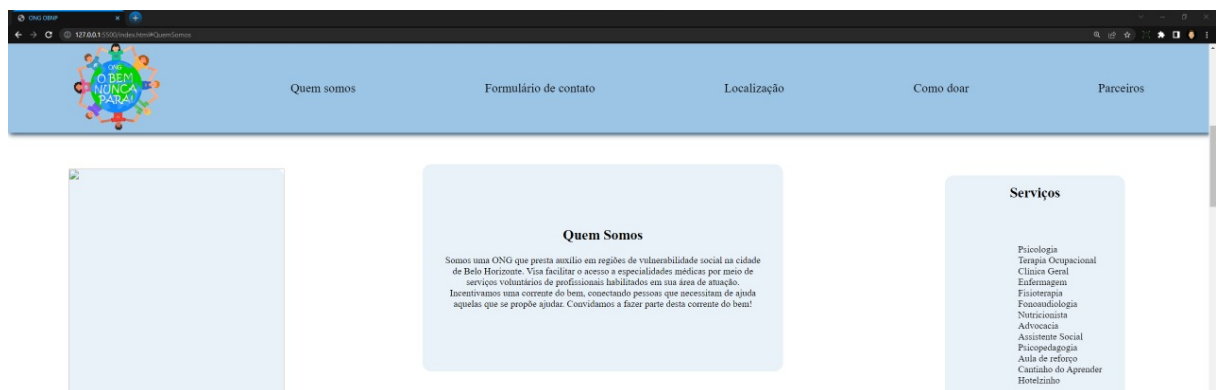 ONG OBNP
127.0.0.1:5500/index.html#QuemSomos
ONG
O BEM
NUNCA
PARA!
Quem somos
Formulário de contato
Localização
Como doar
Parceiros
Quem Somos
Somos uma ONG que presta auxílio em regiões de vulnerabilidade social na cidade
de Belo Horizonte. Visa facilitar o acesso a especialidades médicas por meio de
serviços voluntários de profissionais habilitados em sua área de atuação.
Incentivamos uma corrente do bem, conectando pessoas que necessitam de ajuda
aquelas que se propõe ajudar. Convidamos a fazer parte desta corrente do bem!
Serviços
Psicologia
Terapia Ocupacional
Clínica Geral
Enfermagem
Fisioterapia
Fonoaudiologia
Nutricionista
Advocacia
Assistente Social
Psicopedagogia
Aula de reforço
Cantinho do Aprender
Hotelzinho